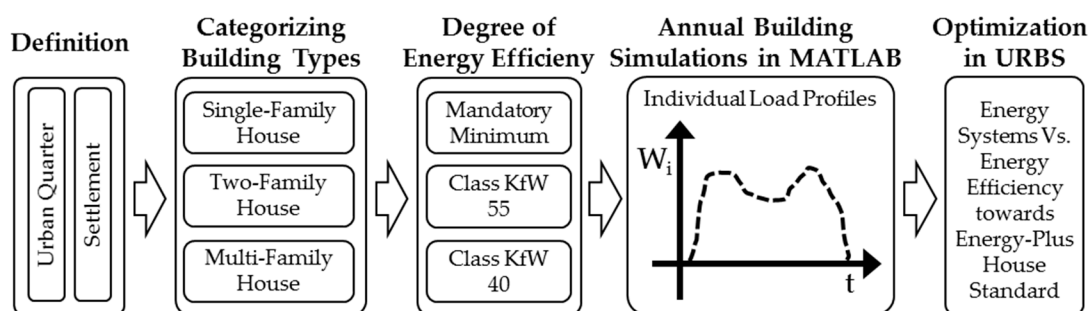 Definition
Urban Quarter
Settlement
Categorizing
Building Types
Single-Family
House
Two-Family
House
Multi-Family
House
Degree of
Energy Efficieny
Mandatory
Minimum
Class KfW
55
Class KfW
40
Annual Building
Simulations in MATLAB
Individual Load Profiles
Wi
t
Optimization
in URBS
Energy
Systems Vs.
Energy
Efficiency
towards
Energy-Plus
House
Standard